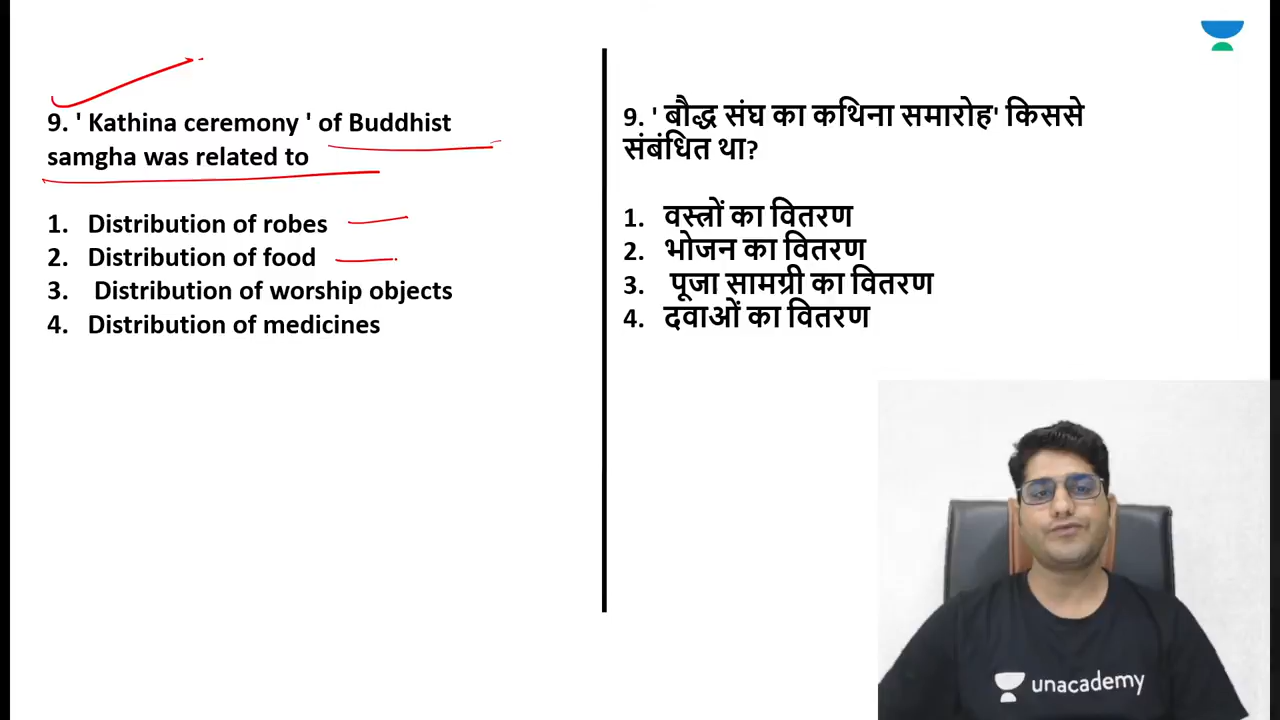 9. ' Kathina ceremony ' of Buddhist
samgha was related to
1. Distribution of robes
2. Distribution of food
3. Distribution of worship objects
4. Distribution of medicines
9. ' बौद्ध संघ का कथिना समारोह' किससे
संबंधित था?
1. वस्त्रों का वितरण
2. भोजन का वितरण
3. पूजा सामग्री का वितरण
4. दवाओं का वितरण
unacademy